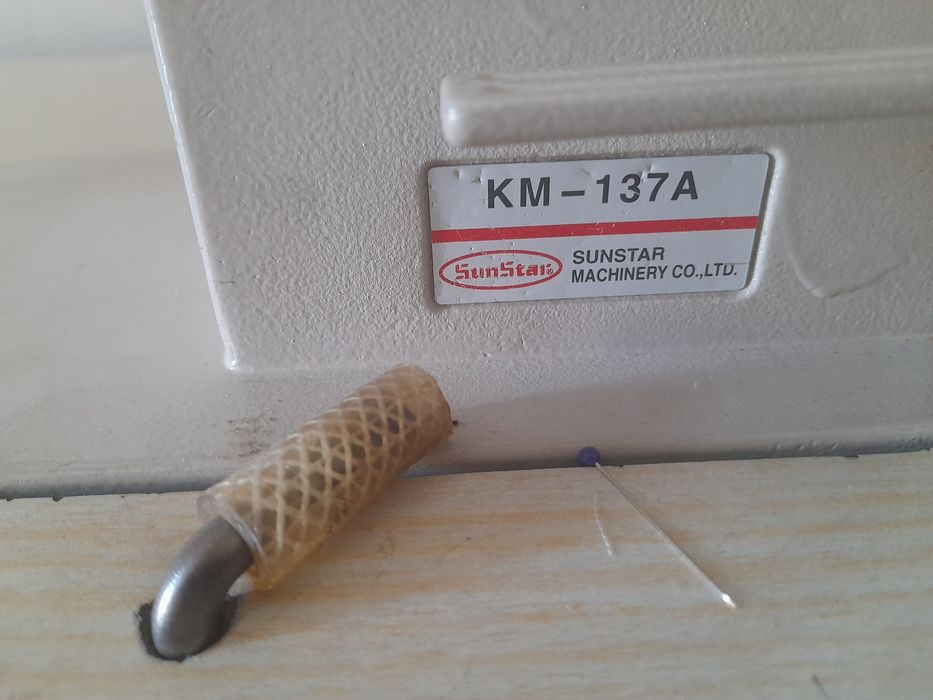 KM-137A
SunStar®
SUNSTAR
MACHINERY CO.,LTD.